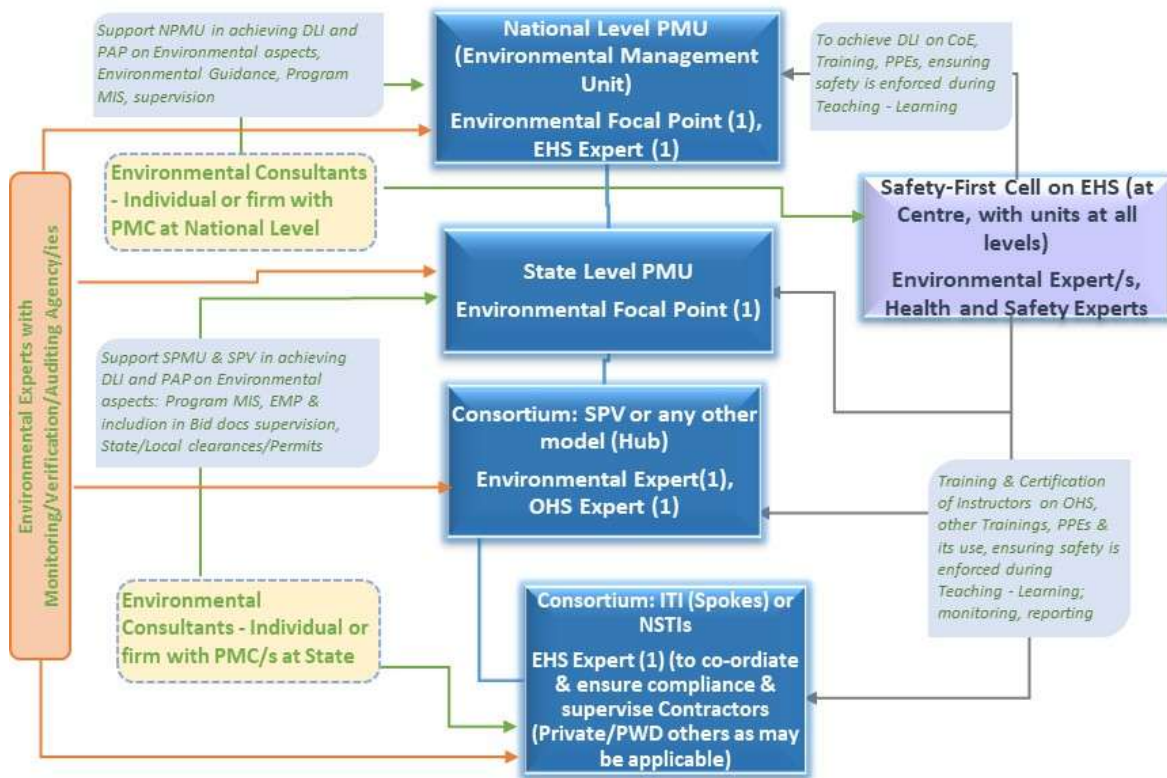 Support NPMU in achieving DLI and
PAP on Environmental aspects,
Environmental Guidance, Program
MIS, supervision
National Level PMU
(Environmental Management
Unit)
Environmental Focal Point (1),
EHS Expert (1)
To achieve DLI on CoE,
Training, PPEs, ensuring
safety is enforced during
Teaching - Learning
Environmental Experts with
Monitoring/Verification/Auditing Agency/ies
Environmental Consultants
- Individual or firm with
PMC at National Level
Safety-First Cell on EHS (at
Centre, with units at all
levels)
Environmental Expert/s,
Health and Safety Experts
State Level PMU
Environmental Focal Point (1)
Support SPMU & SPV in achieving
DLI and PAP on Environmental
aspects: Program MIS, EMP &
includion in Bid docs supervision,
State/Local clearances/Permits
Consortium: SPV or any other
model (Hub)
Environmental Expert(1),
OHS Expert (1)
Training & Certification
of Instructors on OHS,
other Trainings, PPEs &
its use, ensuring safety is
enforced during
Teaching - Learning;
monitoring, reporting
Environmental
Consultants - Individual or
firm with PMC/s at State
Consortium: ITI (Spokes) or
NSTIs
EHS Expert (1) (to co-ordiate
& ensure compliance &
supervise Contractors
(Private/PWD others as may
be applicable)